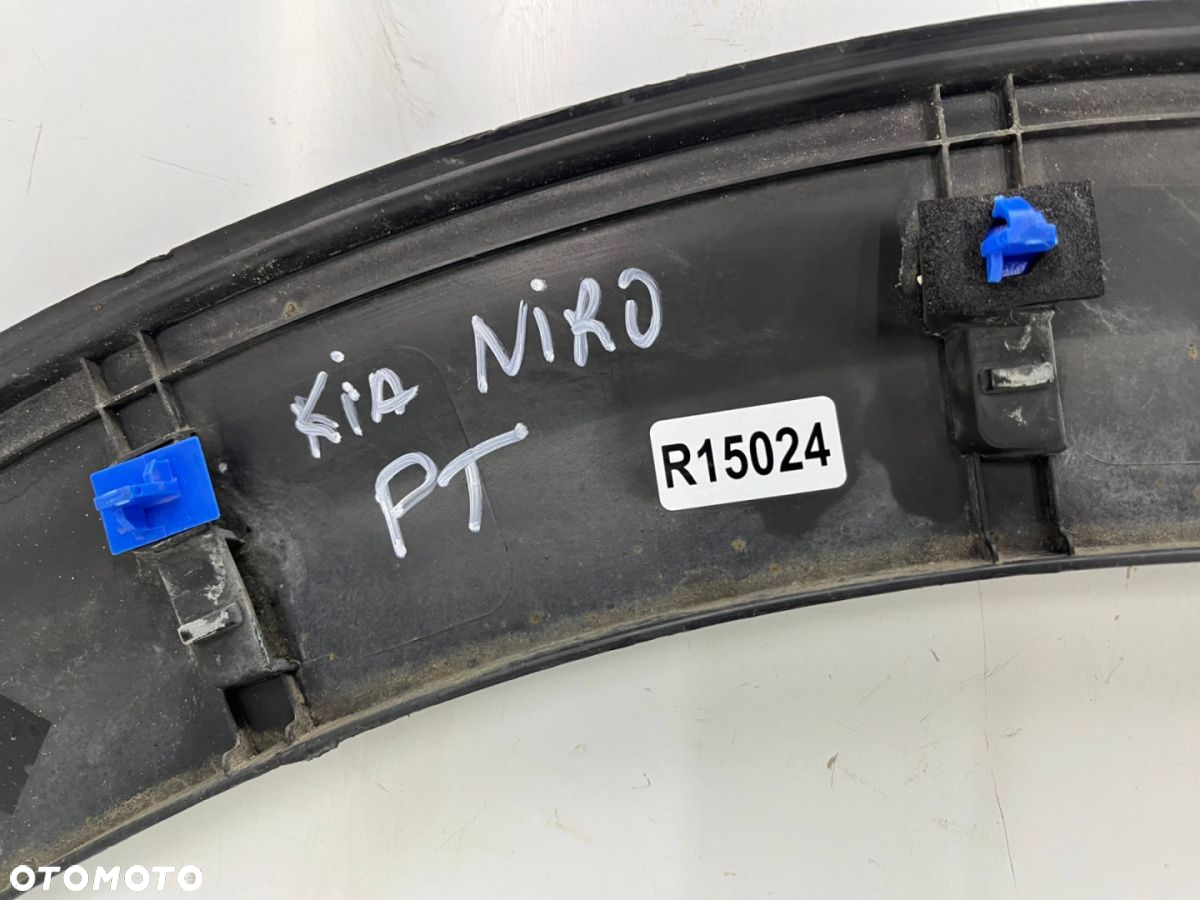 KiA NiRO
PT
R15024
OTOMOTO